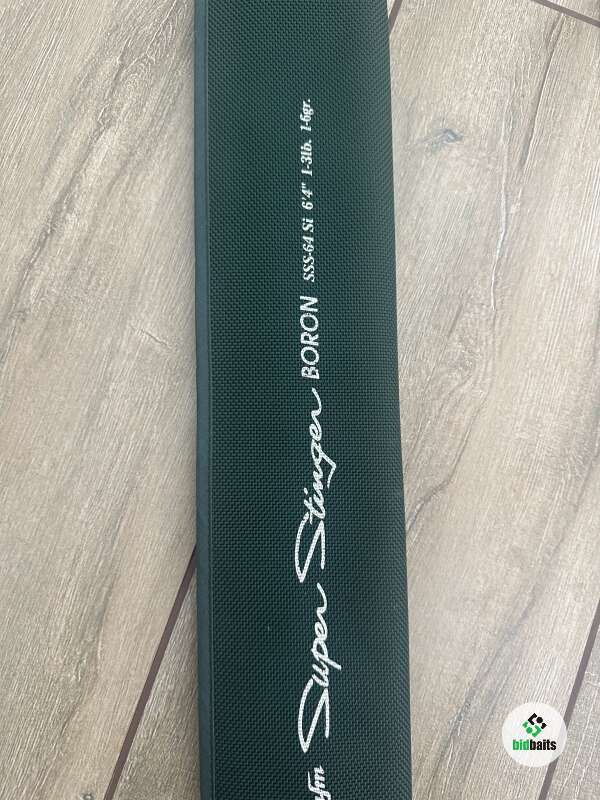 Super Stinger BORON SSS-64 Si 6'4" 1-3lb. 1-6gr.
bidbaits